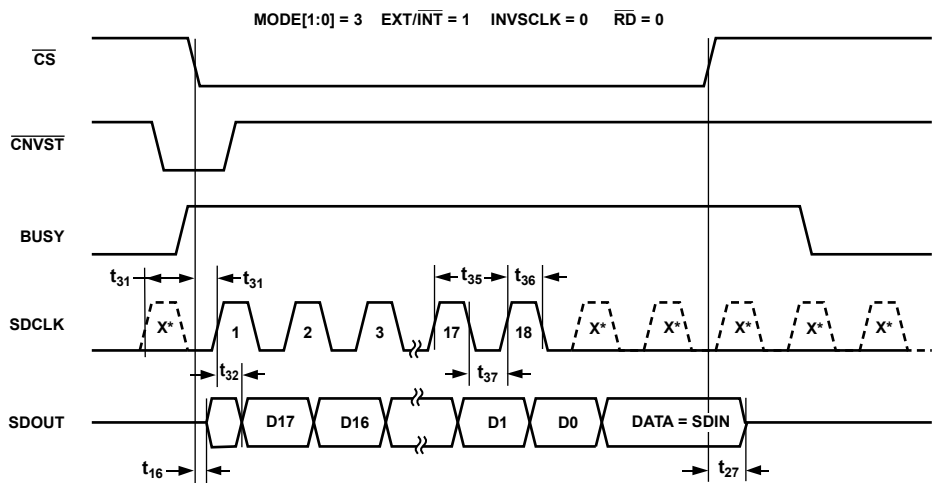 MODE[1:0] = 3 EXT/INT = 1 INVSCLK = 0 RD = 0
CS
CNVST
BUSY
t31 t31 t35 t36
SDCLK X* 1 2 3 17 18 X* X* X* X* X*
t32 t37
SDOUT D17 D16 D1 D0 DATA = SDIN
t16 t27